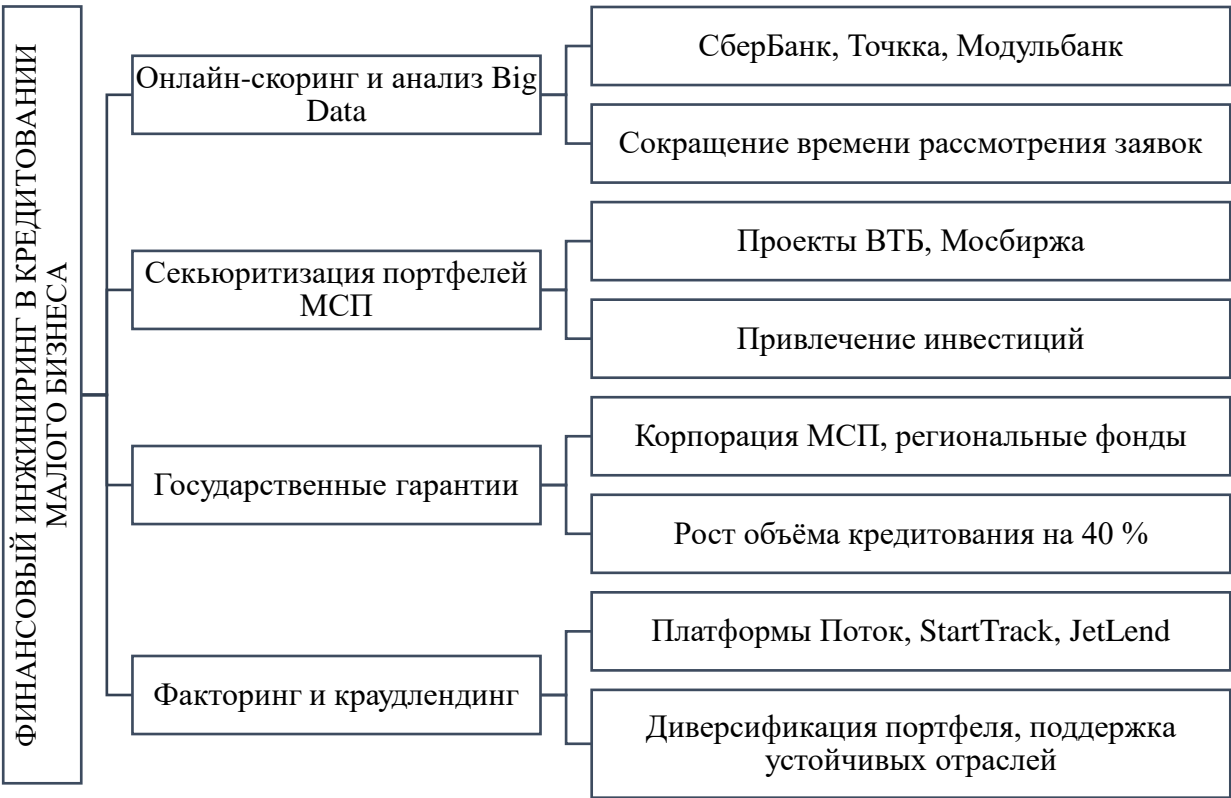 ФИНАНСОВЫЙ ИНЖИНИРИНГ В КРЕДИТОВАНИИ
МАЛОГО БИЗНЕСА
Онлайн-скоринг и анализ Big
Data
СберБанк, Точкка, Модульбанк
Сокращение времени рассмотрения заявок
Секьюритизация портфелей
МСП
Проекты ВТБ, Мосбиржа
Привлечение инвестиций
Государственные гарантии
Корпорация МСП, региональные фонды
Рост объёма кредитования на 40 %
Факторинг и краудлендинг
Платформы Поток, StartTrack, JetLend
Диверсификация портфеля, поддержка
устойчивых отраслей